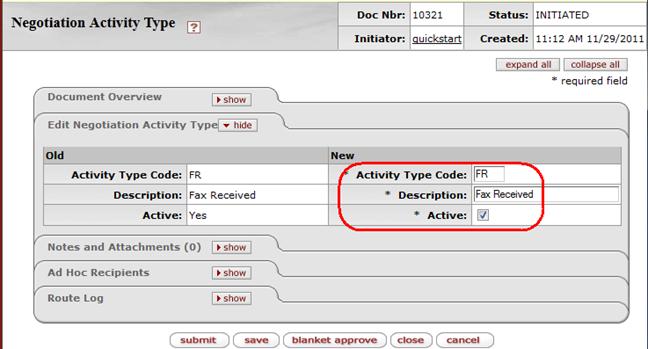 Negotiation Activity Type ?
Doc Nbr: 10321 Status: INITIATED
Initiator: quickstart Created: 11:12 AM 11/29/2011
expand all collapse all
* required field
Document Overview show
Edit Negotiation Activity Type hide
Old New
Activity Type Code: FR * Activity Type Code: FR
Description: Fax Received * Description: Fax Received
Active: Yes * Active:
Notes and Attachments (0) show
Ad Hoc Recipients show
Route Log show
submit save blanket approve close cancel